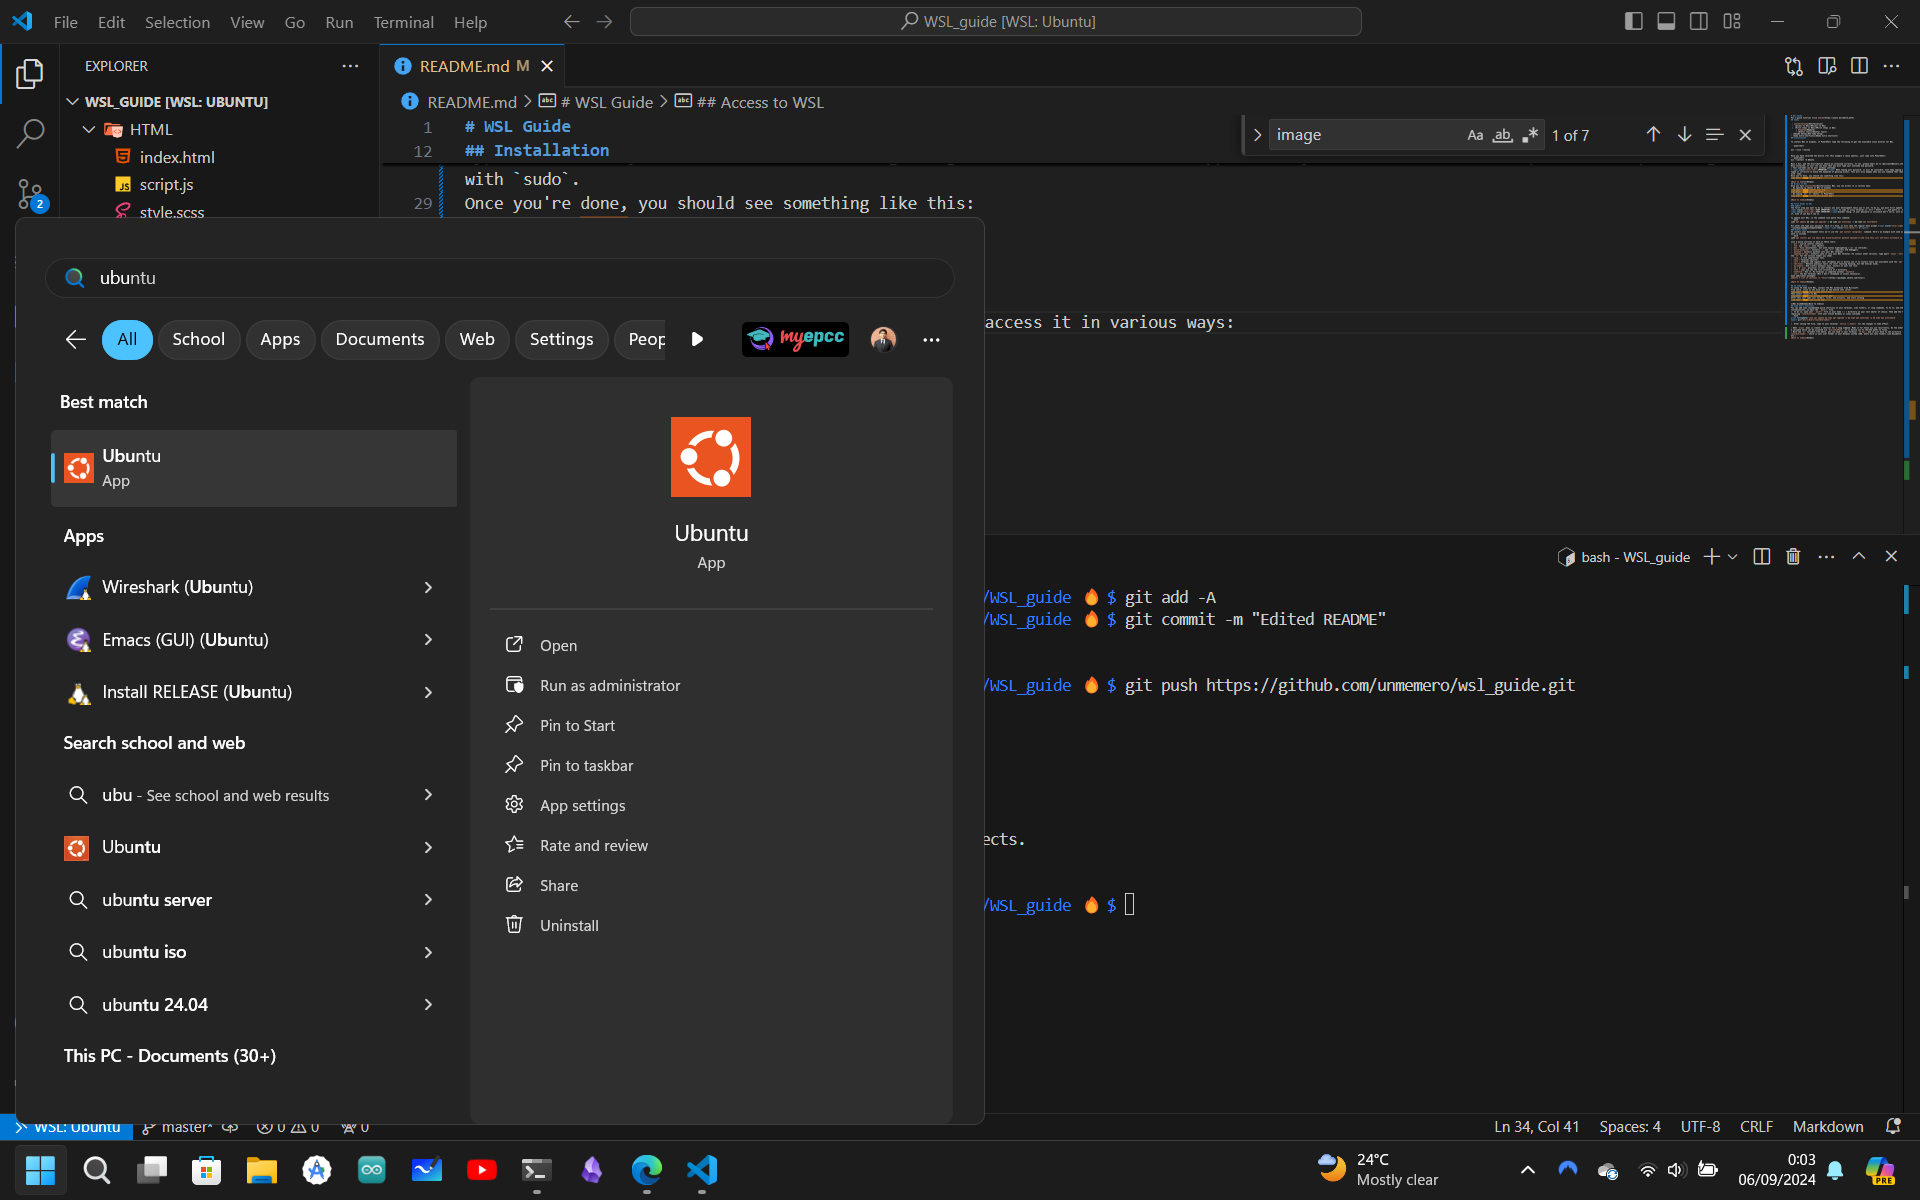 File Edit Selection View Go Run Terminal Help
WSL_guide [WSL: Ubuntu]
EXPLORER
README.md M
WSL_GUIDE [WSL: UBUNTU]
HTML
index.html
script.js
style.scss
2
README.md > # WSL Guide > ## Access to WSL
1 # WSL Guide
12 ## Installation
with `sudo`.
29 Once you're done, you should see something like this:
image
Aa ab
1 of 7
access it in various ways:
ubuntu
All School Apps Documents Web Settings Peop
myepcc
Best match
Ubuntu
App
Apps
Wireshark (Ubuntu)
Emacs (GUI) (Ubuntu)
Install RELEASE (Ubuntu)
Search school and web
ubu - See school and web results
Ubuntu
ubuntu server
ubuntu iso
ubuntu 24.04
This PC - Documents (30+)
Ubuntu
App
Open
Run as administrator
Pin to Start
Pin to taskbar
App settings
Rate and review
Share
Uninstall
bash - WSL_guide
/WSL_guide $ git add -A
/WSL_guide $ git commit -m "Edited README"
/WSL_guide $ git push https://github.com/unmemero/wsl_guide.git
ects.
/WSL_guide $
WSL: Ubuntu master* 0 0 0
Ln 34, Col 41 Spaces: 4 UTF-8 CRLF Markdown
24°C
Mostly clear
0:03
06/09/2024
PRE